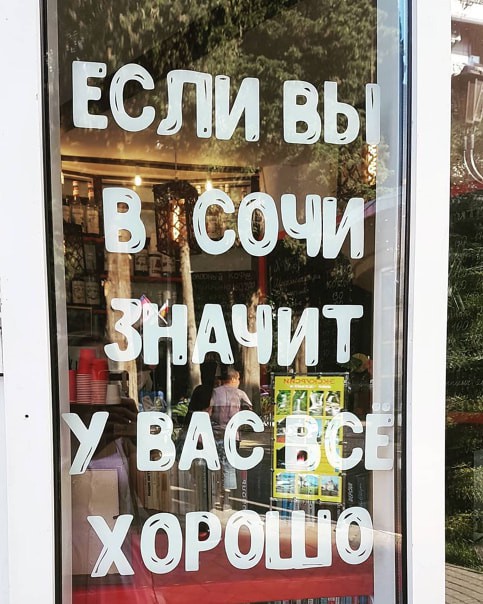 ЕСЛИ ВЫ
В СОЧИ
ЗНАЧИТ
У ВАС ВСЁ
ХОРОШО